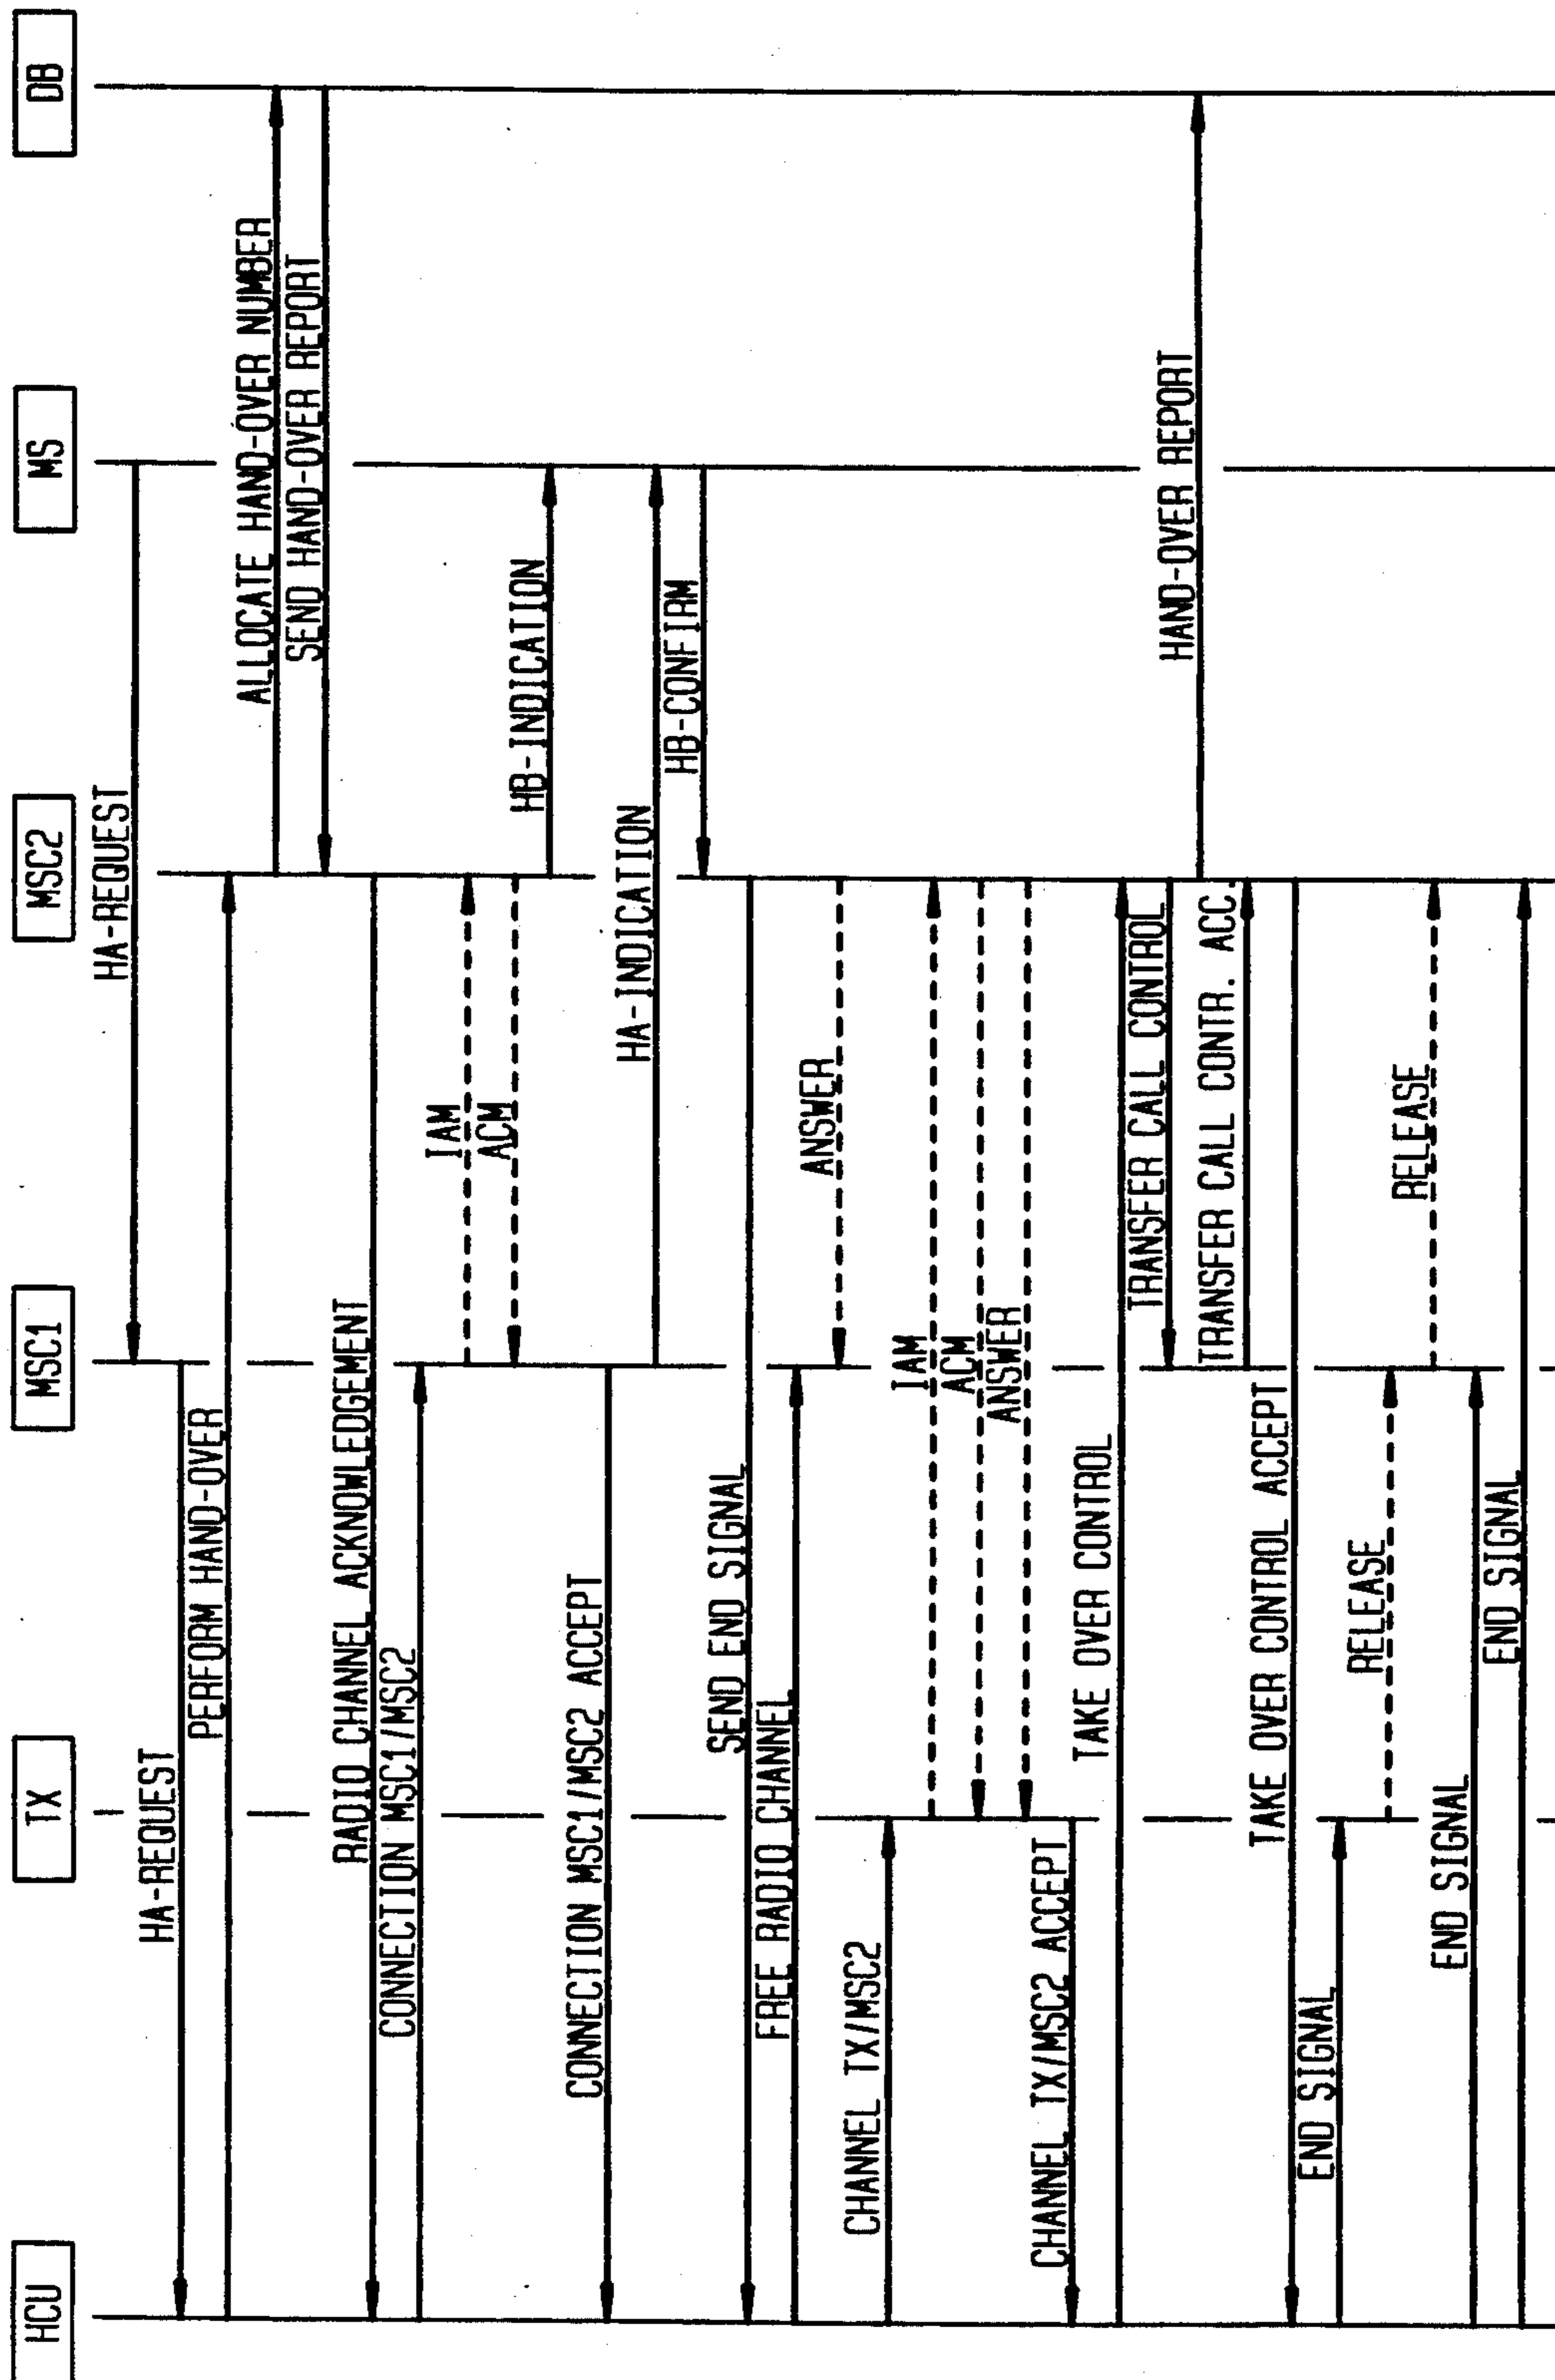 HCU
TX
MSC1
MSC2
MS
DB
HA-REQUEST
HA-REQUEST
PERFORM HAND-OVER
ALLOCATE HAND-OVER NUMBER
SEND HAND-OVER REPORT
RADIO CHANNEL ACKNOWLEDGEMENT
CONNECTION MSC1/MSC2
IAM
ACM
HB-INDICATION
CONNECTION MSC1/MSC2 ACCEPT
HA-INDICATION
HB-CONFIRM
SEND END SIGNAL
FREE RADIO CHANNEL
ANSWER
CHANNEL TX/MSC2
IAM
ACM
ANSWER
CHANNEL TX/MSC2 ACCEPT
TAKE OVER CONTROL
TRANSFER CALL CONTROL
HAND-OVER REPORT
TRANSFER CALL CONTR. ACC.
TAKE OVER CONTROL ACCEPT
END SIGNAL
RELEASE
RELEASE
END SIGNAL
END SIGNAL